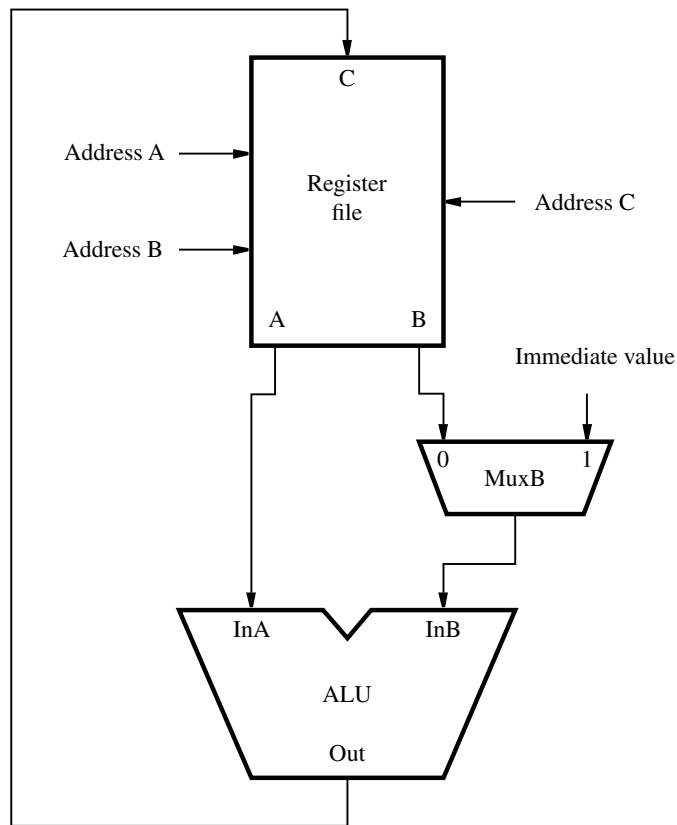 C
Address A
Register
file
Address C
Address B
A
B
Immediate value
0
1
MuxB
InA
InB
ALU
Out